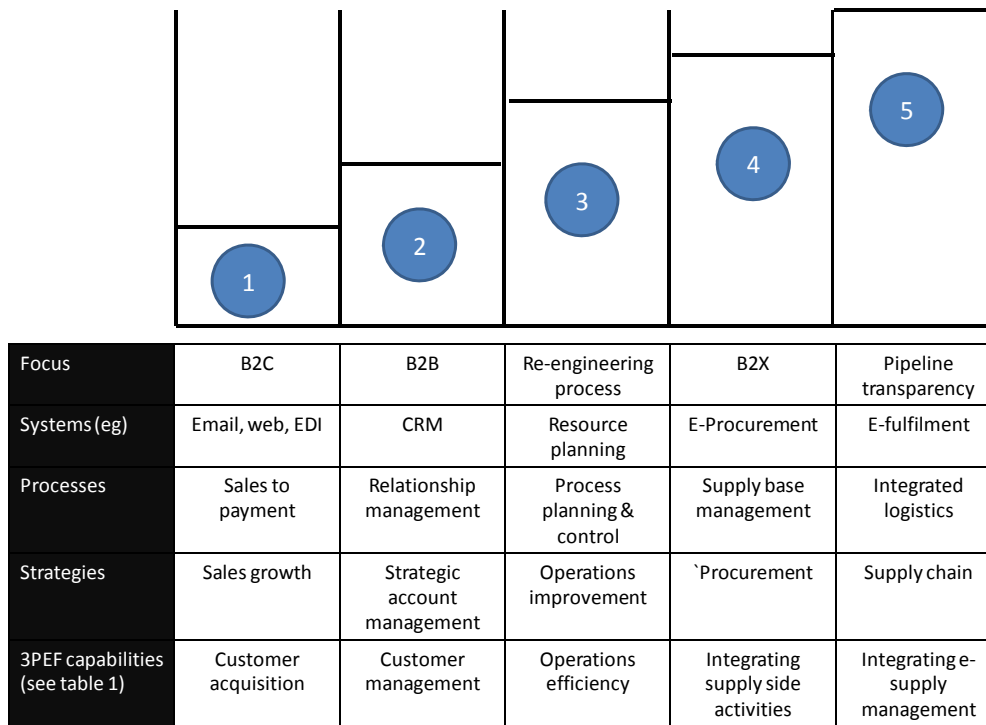 1
2
3
4
5
Focus
B2C
B2B
Re-engineering
process
B2X
Pipeline
transparency
Systems (eg)
Email, web, EDI
CRM
Resource
planning
E-Procurement
E-fulfilment
Processes
Sales to
payment
Relationship
management
Process
planning &
control
Supply base
management
Integrated
logistics
Strategies
Sales growth
Strategic
account
management
Operations
improvement
`Procurement
Supply chain
3PEF capabilities
(see table 1)
Customer
acquisition
Customer
management
Operations
efficiency
Integrating
supply side
activities
Integrating e-
supply
management